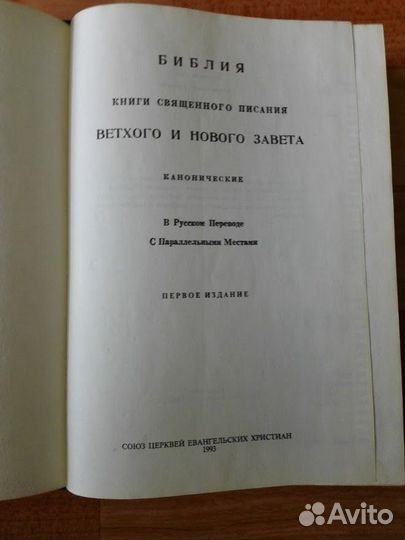 БИБЛИЯ
КНИГИ СВЯЩЕННОГО ПИСАНИЯ
ВЕТХОГО И НОВОГО ЗАВЕТА
КАНОНИЧЕСКИЕ
В Русском Переводе
С Параллельными Местами
ПЕРВОЕ ИЗДАНИЕ
СОЮЗ ЦЕРКВЕЙ ЕВАНГЕЛЬСКИХ ХРИСТИАН
1993
Avito